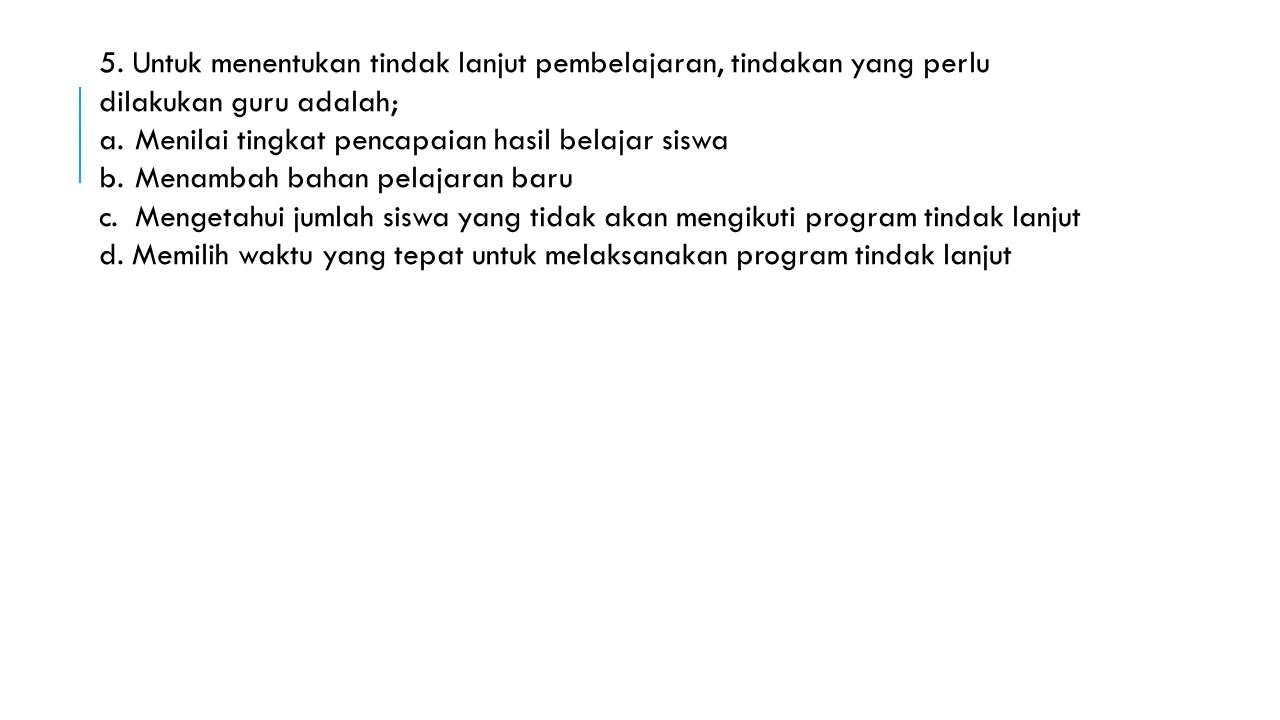 5. Untuk menentukan tindak lanjut pembelajaran, tindakan yang perlu
dilakukan guru adalah;
a. Menilai tingkat pencapaian hasil belajar siswa
b. Menambah bahan pelajaran baru
c. Mengetahui jumlah siswa yang tidak akan mengikuti program tindak lanjut
d. Memilih waktu yang tepat untuk melaksanakan program tindak lanjut